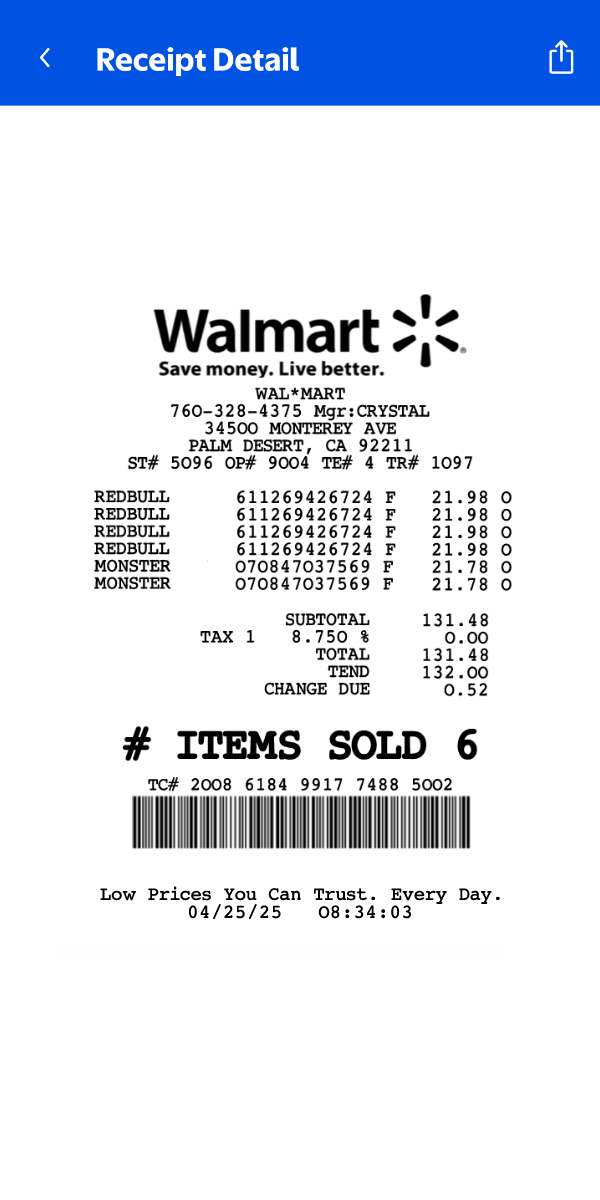 Receipt Detail
Walmart
Save money. Live better.
WAL*MART
760-328-4375 Mgr:CRYSTAL
34500 MONTEREY AVE
PALM DESERT, CA 92211
ST# 5096 OP# 9004 TE# 4 TR# 1097
REDBULL 611269426724 F 21.98 O
REDBULL 611269426724 F 21.98 O
REDBULL 611269426724 F 21.98 O
REDBULL 611269426724 F 21.98 O
MONSTER 070847037569 F 21.78 O
MONSTER 070847037569 F 21.78 O
SUBTOTAL 131.48
TAX 1 8.750 % 0.00
TOTAL 131.48
TEND 132.00
CHANGE DUE 0.52
# ITEMS SOLD 6
TC# 2008 6184 9917 7488 5002
Low Prices You Can Trust. Every Day.
04/25/25 08:34:03